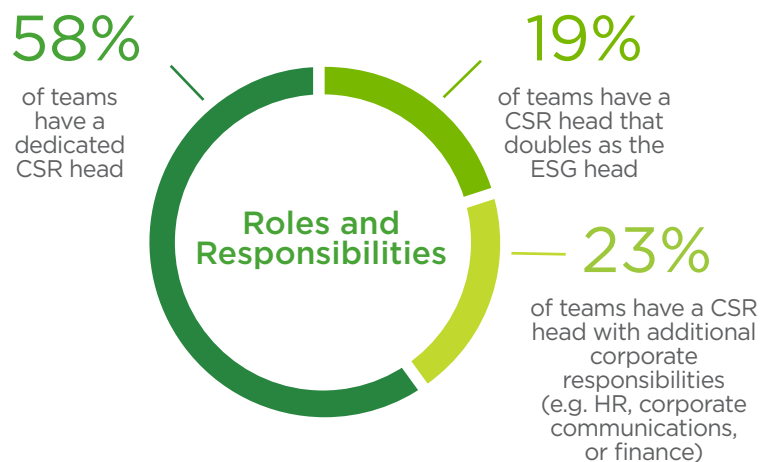 58%
of teams
have a
dedicated
CSR head
19%
of teams have a
CSR head that
doubles as the
ESG head
Roles and
Responsibilities
23%
of teams have a CSR
head with additional
corporate
responsibilities
(e.g. HR, corporate
communications,
or finance)